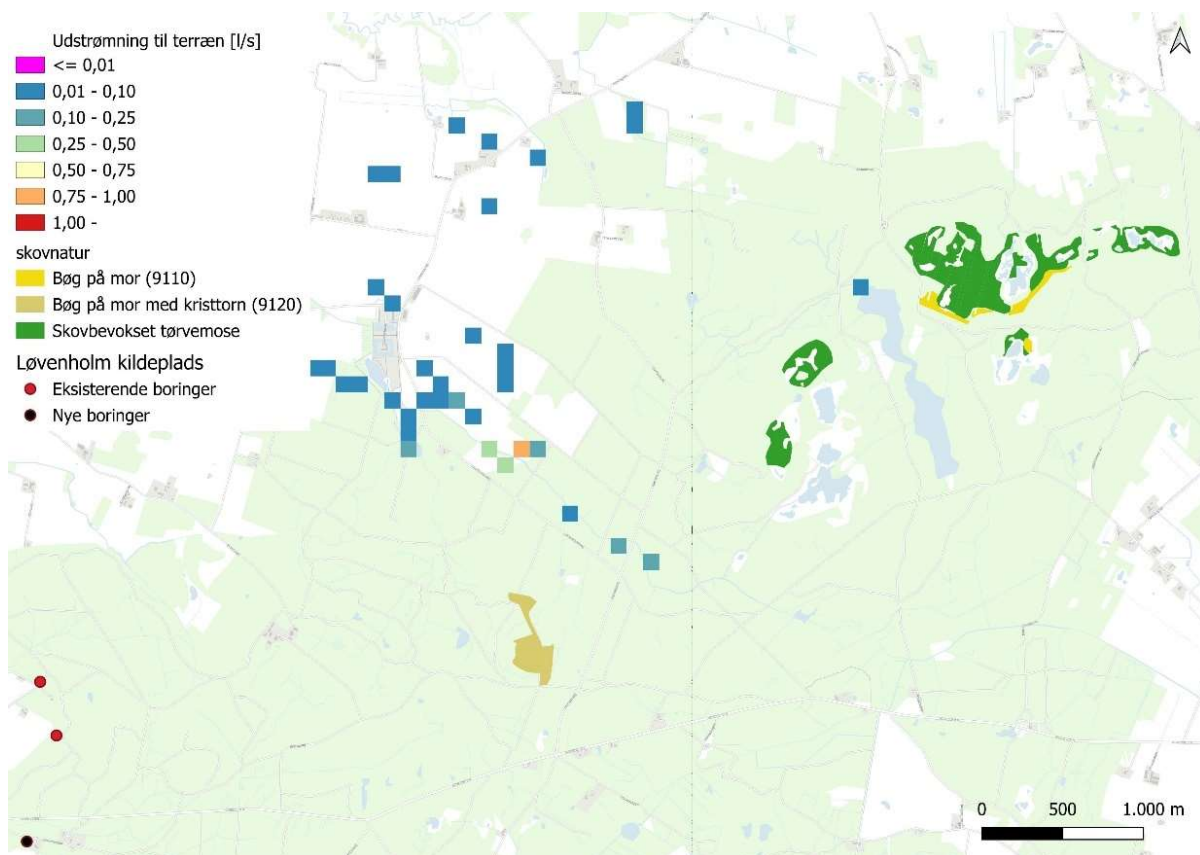 Udstrømning til terræn [l/s]
<= 0,01
0,01 - 0,10
0,10 - 0,25
0,25 - 0,50
0,50 - 0,75
0,75 - 1,00
1,00 -
skovnatur
Bøg på mor (9110)
Bøg på mor med kristtorn (9120)
Skovbevokset tørvemose
Løvenholm kildeplads
Eksisterende boringer
Nye boringer
0 500 1.000 m